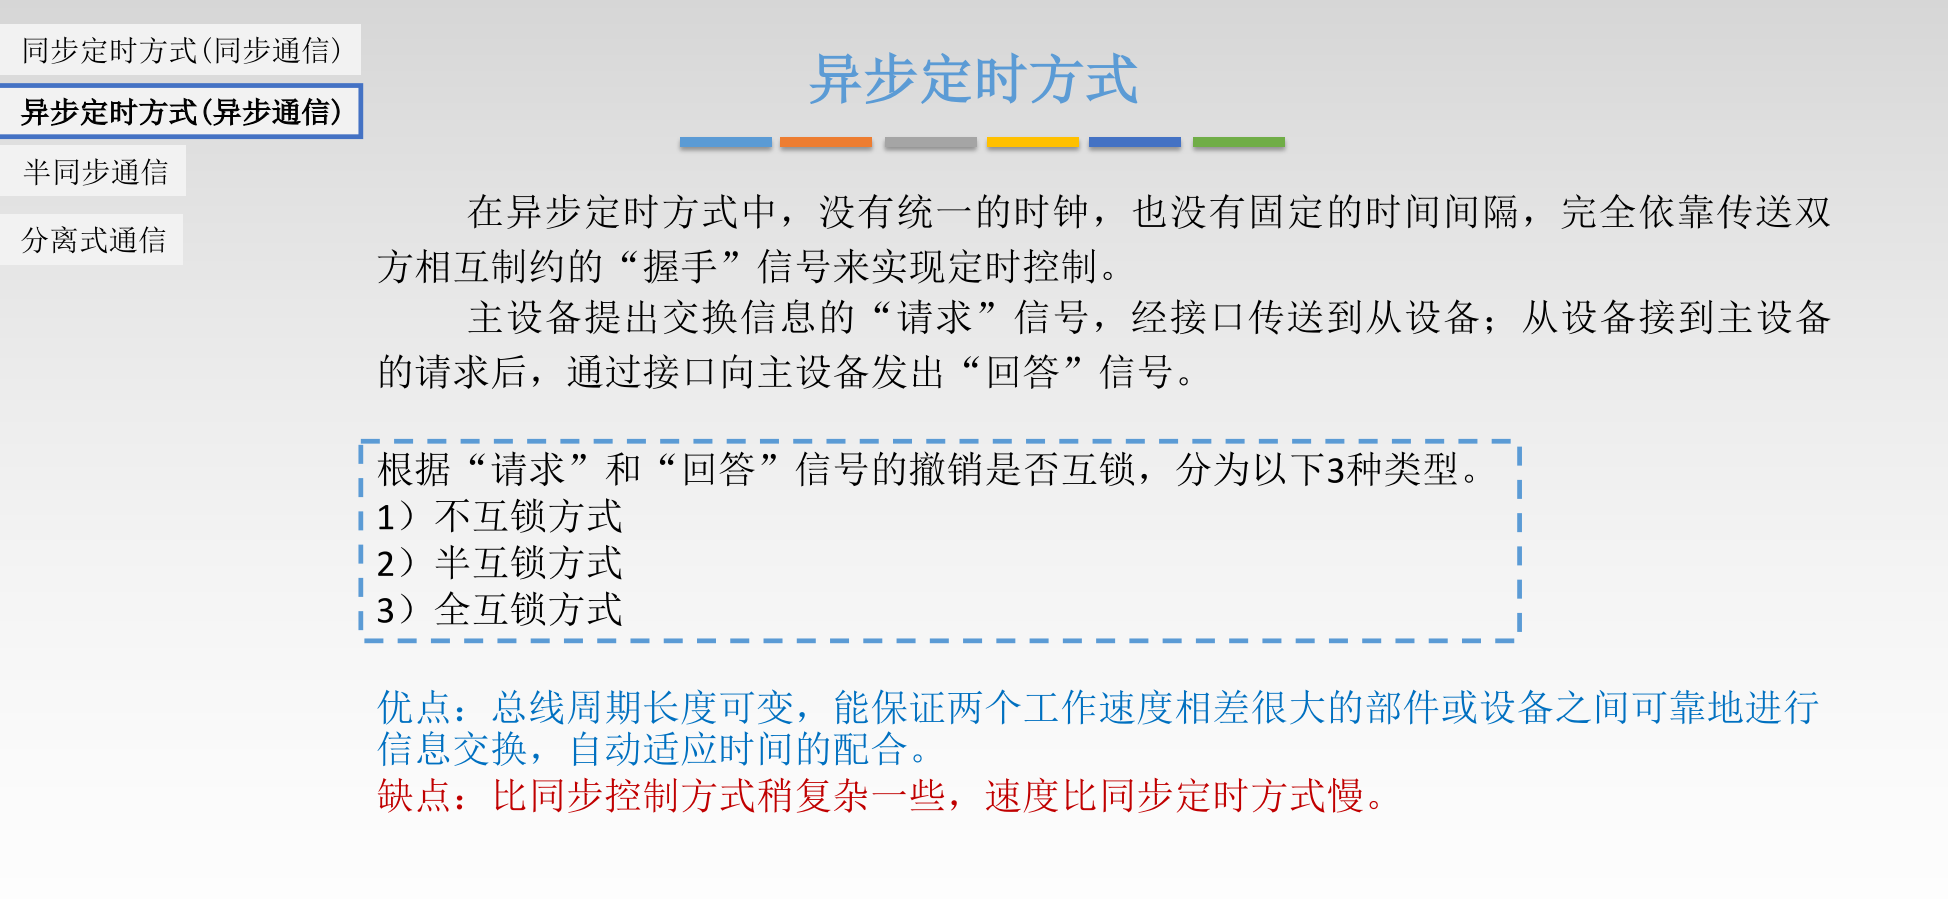 同步定时方式(同步通信)
异步定时方式(异步通信)
半同步通信
分离式通信
异步定时方式
在异步定时方式中，没有统一的时钟，也没有固定的时间间隔，完全依靠传送双
方相互制约的“握手”信号来实现定时控制。
主设备提出交换信息的“请求”信号，经接口传送到从设备；从设备接到主设备
的请求后，通过接口向主设备发出“回答”信号。
根据“请求”和“回答”信号的撤销是否互锁，分为以下3种类型。
1）不互锁方式
2）半互锁方式
3）全互锁方式
优点：总线周期长度可变，能保证两个工作速度相差很大的部件或设备之间可靠地进行
信息交换，自动适应时间的配合。
缺点：比同步控制方式稍复杂一些，速度比同步定时方式慢。